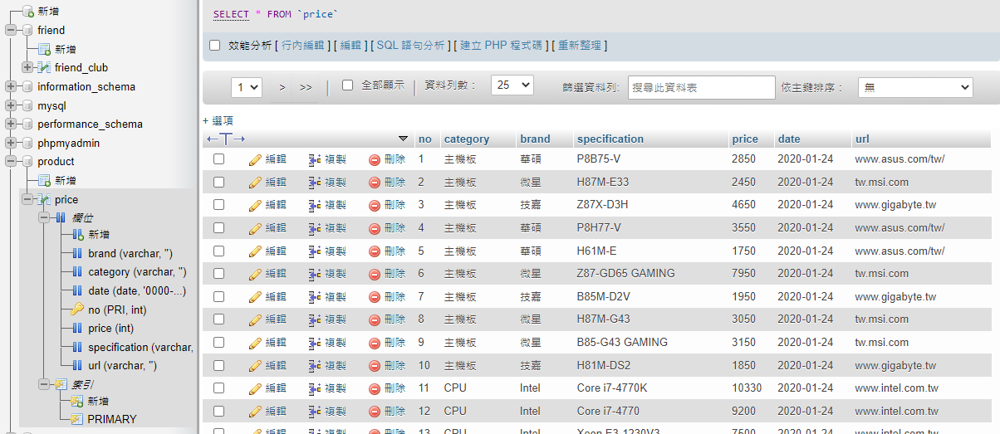 新增
friend
新增
friend_club
information_schema
mysql
performance_schema
phpmyadmin
product
新增
price
欄位
新增
brand (varchar, '')
category (varchar, '')
date (date, '0000-...)
no (PRI, int)
price (int)
specification (varchar,
url (varchar, '')
索引
新增
PRIMARY
SELECT * FROM `price`
效能分析 [ 行內編輯 ] [ 編輯 ] [ SQL 語句分析 ] [ 建立 PHP 程式碼 ] [ 重新整理 ]
1 > >> | 全部顯示 | 資料列數： 25 篩選資料列: 搜尋此資料表 依主鍵排序： 無
+ 選項
←T→ no category brand specification price date url
編輯 複製 刪除 1 主機板 華碩 P8B75-V 2850 2020-01-24 www.asus.com/tw/
編輯 複製 刪除 2 主機板 微星 H87M-E33 2450 2020-01-24 tw.msi.com
編輯 複製 刪除 3 主機板 技嘉 Z87X-D3H 4650 2020-01-24 www.gigabyte.tw
編輯 複製 刪除 4 主機板 華碩 P8H77-V 3550 2020-01-24 www.asus.com/tw/
編輯 複製 刪除 5 主機板 華碩 H61M-E 1750 2020-01-24 www.asus.com/tw/
編輯 複製 刪除 6 主機板 微星 Z87-GD65 GAMING 7950 2020-01-24 tw.msi.com
編輯 複製 刪除 7 主機板 技嘉 B85M-D2V 1950 2020-01-24 www.gigabyte.tw
編輯 複製 刪除 8 主機板 微星 H87M-G43 3050 2020-01-24 tw.msi.com
編輯 複製 刪除 9 主機板 微星 B85-G43 GAMING 3150 2020-01-24 tw.msi.com
編輯 複製 刪除 10 主機板 技嘉 H81M-DS2 1850 2020-01-24 www.gigabyte.tw
編輯 複製 刪除 11 CPU Intel Core i7-4770K 10330 2020-01-24 www.intel.com.tw
編輯 複製 刪除 12 CPU Intel Core i7-4770 9200 2020-01-24 www.intel.com.tw
編輯 複製 刪除 13 CPU Intel Xeon E3-1230V3 7500 2020-01-24 www.intel.com.tw